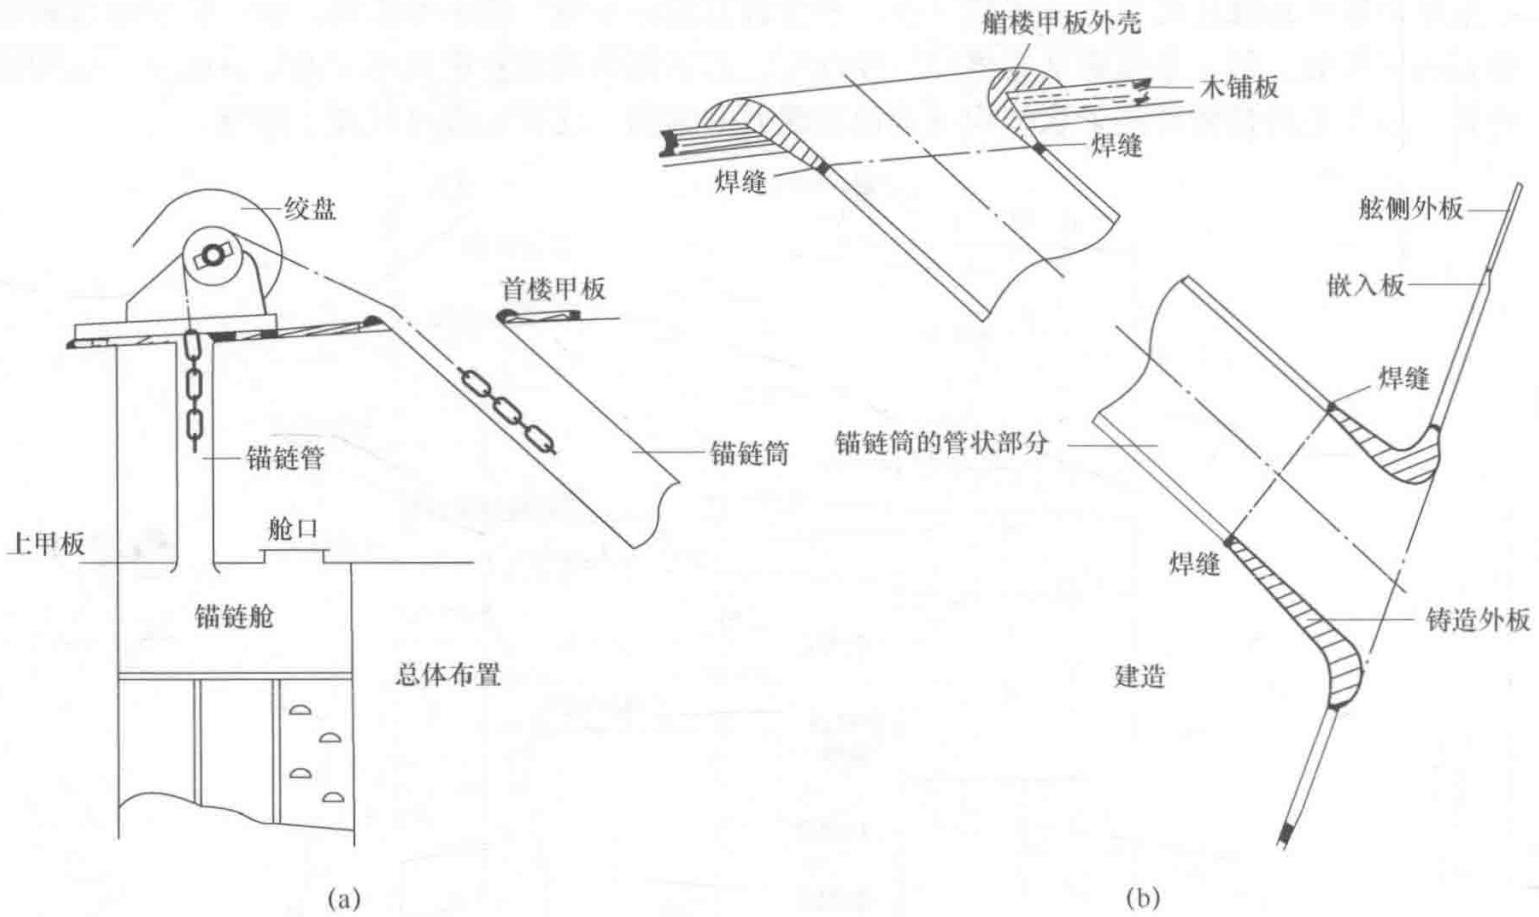 绞盘
首楼甲板
锚链管
锚链筒
上甲板
舱口
锚链舱
总体布置
(a)
艏楼甲板外壳
木铺板
焊缝
焊缝
舷侧外板
嵌入板
焊缝
锚链筒的管状部分
焊缝
铸造外板
建造
(b)